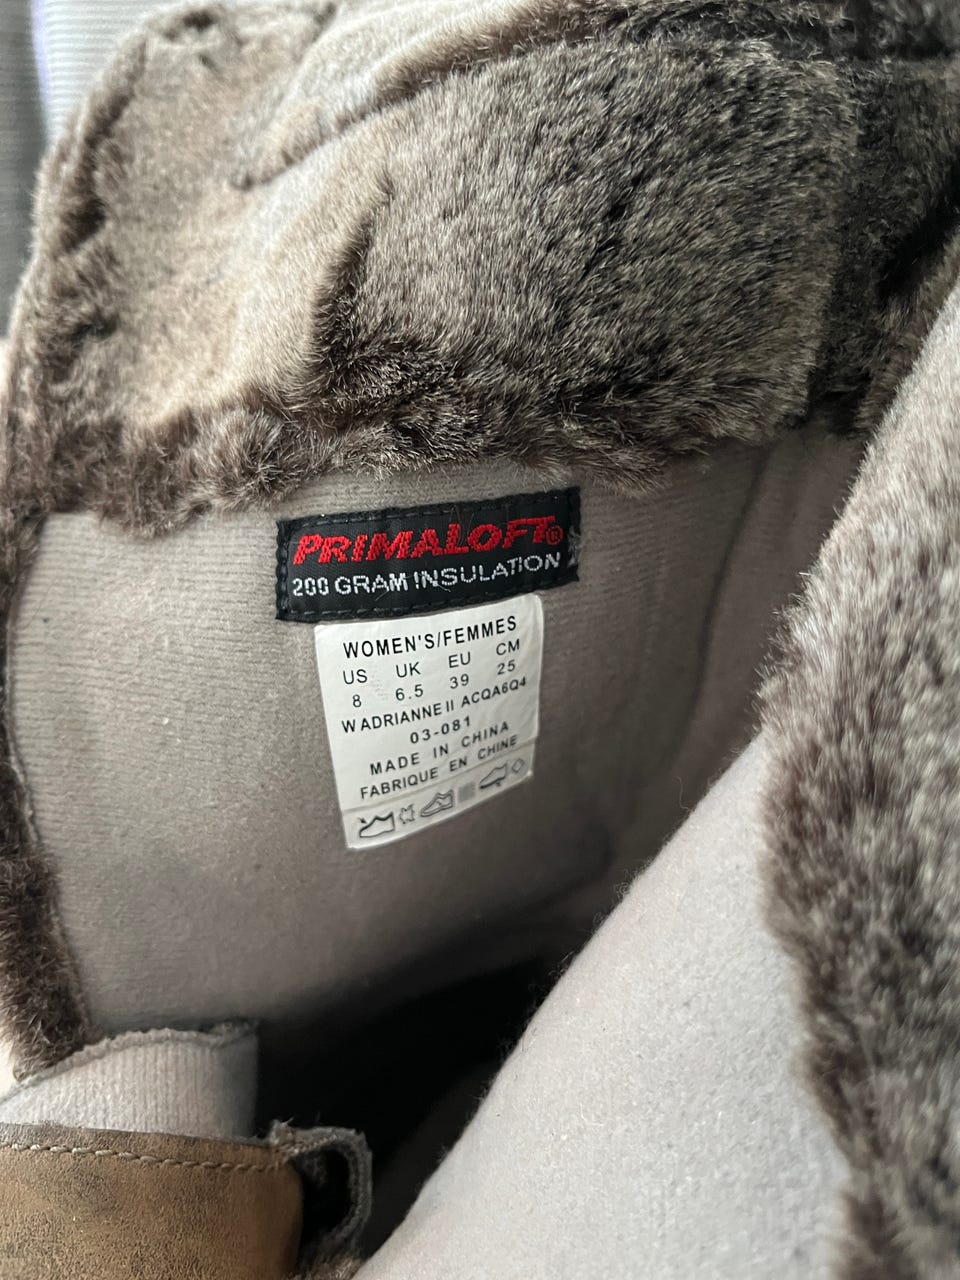 PRIMALOFT®
200 GRAM INSULATION
WOMEN'S/FEMMES
US UK EU CM
8 6.5 39 25
WADRIANNE II ACQA6Q4
03-081
MADE IN CHINA
FABRIQUE EN CHINE